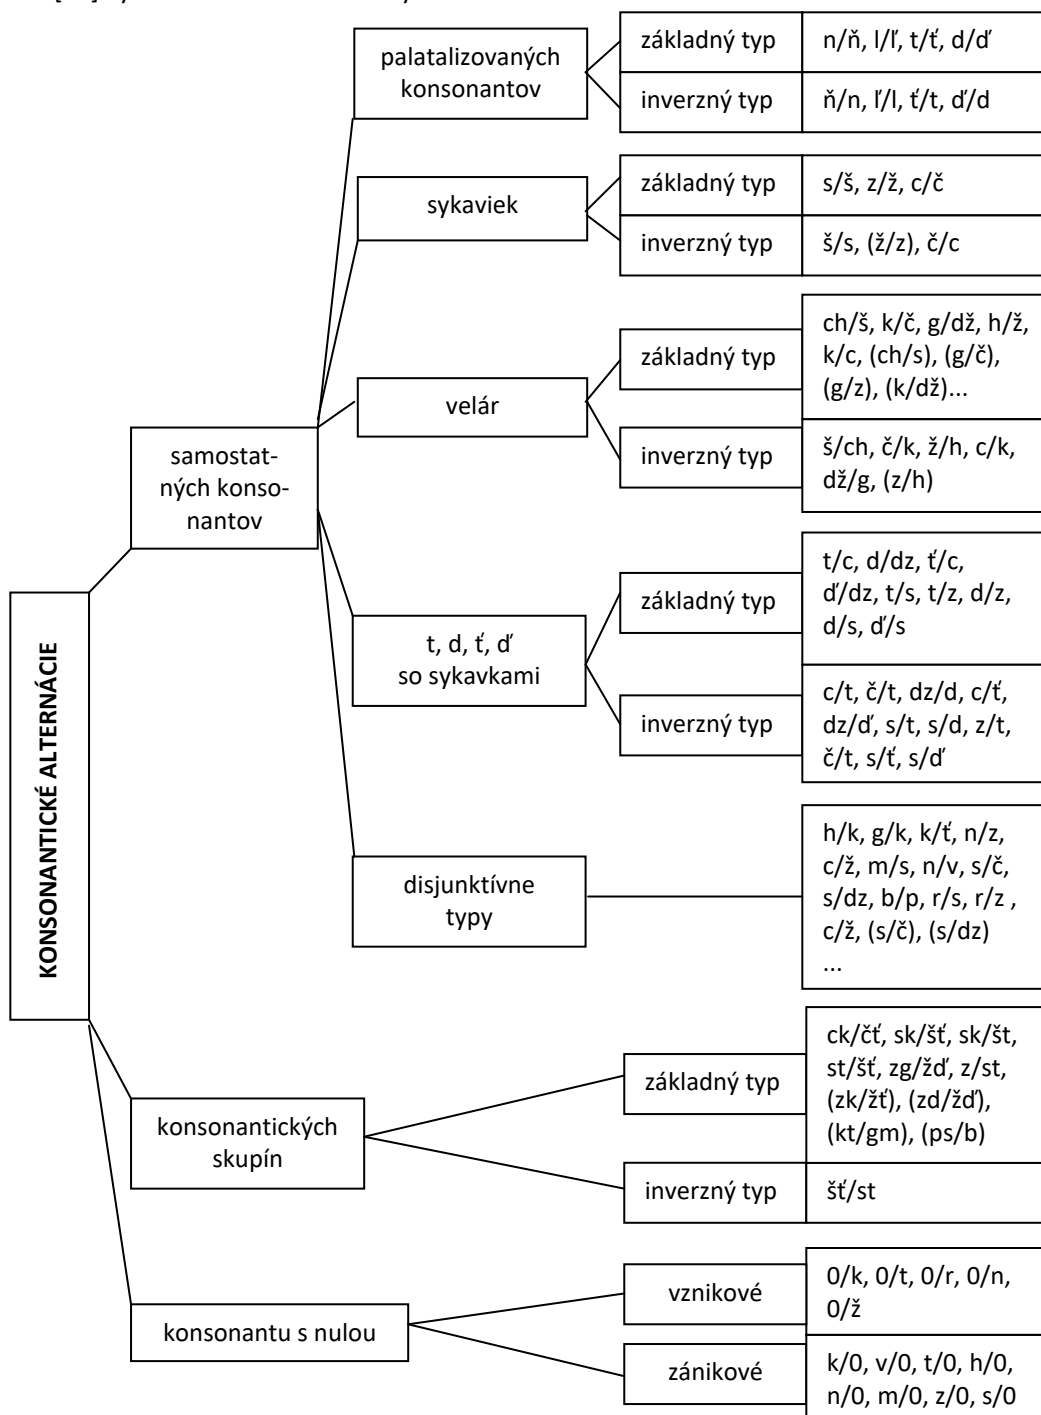 palatalizovaných
konsonantov
základný typ
n/ň, l/ľ, t/ť, d/ď
inverzný typ
ň/n, ľ/l, ť/t, ď/d
sykaviek
základný typ
s/š, z/ž, c/č
inverzný typ
š/s, (ž/z), č/c
velár
základný typ
ch/š, k/č, g/dž, h/ž,
k/c, (ch/s), (g/č),
(g/z), (k/dž)...
inverzný typ
š/ch, č/k, ž/h, c/k,
dž/g, (z/h)
samostat-
ných konso-
nantov
t, d, ť, ď
so sykavkami
základný typ
t/c, d/dz, ť/c,
ď/dz, t/s, t/z, d/z,
d/s, ď/s
inverzný typ
c/t, č/t, dz/d, c/ť,
dz/ď, s/t, s/d, z/t,
č/t, s/ť, s/ď
KONSONANTICKÉ ALTERNÁCIE
disjunktívne
typy
h/k, g/k, k/ť, n/z,
c/ž, m/s, n/v, s/č,
s/dz, b/p, r/s, r/z ,
c/ž, (s/č), (s/dz)
...
konsonantických
skupín
základný typ
ck/čť, sk/šť, sk/št,
st/šť, zg/žď, z/st,
(zk/žť), (zd/žď),
(kt/gm), (ps/b)
inverzný typ
šť/st
konsonantu s nulou
vznikové
0/k, 0/t, 0/r, 0/n,
0/ž
zánikové
k/0, v/0, t/0, h/0,
n/0, m/0, z/0, s/0